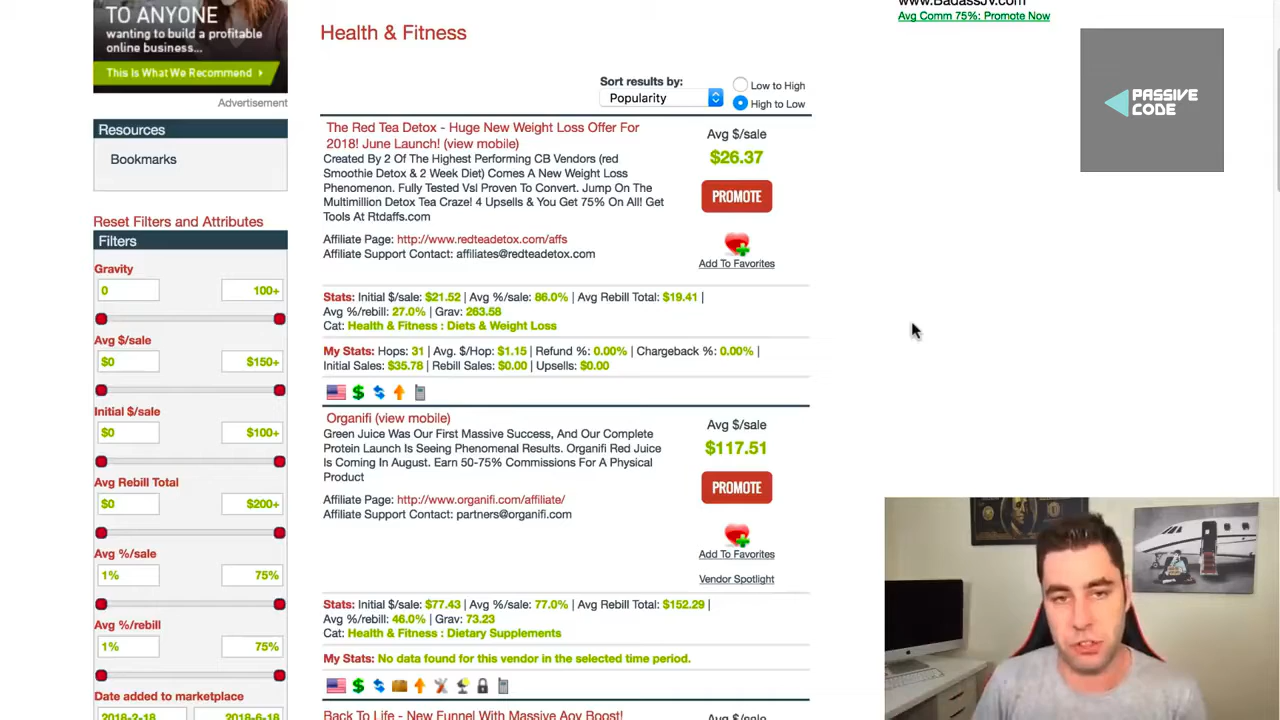 TO ANYONE
wanting to build a profitable
online business...
This Is What We Recommend
Advertisement
Resources
Bookmarks
Reset Filters and Attributes
Filters
Gravity
0 100+
Avg $/sale
$0 $150+
Initial $/sale
$0 $100+
Avg Rebill Total
$0 $200+
Avg %/sale
1% 75%
Avg %/rebill
1% 75%
Date added to marketplace
2018-2-18 2018-6-18
Health & Fitness
Sort results by:
Popularity
Low to High
High to Low
The Red Tea Detox - Huge New Weight Loss Offer For
2018! June Launch! (view mobile)
Created By 2 Of The Highest Performing CB Vendors (red
Smoothie Detox & 2 Week Diet) Comes A New Weight Loss
Phenomenon. Fully Tested Vsl Proven To Convert. Jump On The
Multimillion Detox Tea Craze! 4 Upsells & You Get 75% On All! Get
Tools At Rtdaffs.com
Affiliate Page: http://www.redteadetox.com/affs
Affiliate Support Contact: affiliates@redteadetox.com
Avg $/sale
$26.37
PROMOTE
Add To Favorites
Stats: Initial $/sale: $21.52 | Avg %/sale: 86.0% | Avg Rebill Total: $19.41 |
Avg %/rebill: 27.0% | Grav: 263.58
Cat: Health & Fitness : Diets & Weight Loss
My Stats: Hops: 31 | Avg. $/Hop: $1.15 | Refund %: 0.00% | Chargeback %: 0.00% |
Initial Sales: $35.78 | Rebill Sales: $0.00 | Upsells: $0.00
Organifi (view mobile)
Green Juice Was Our First Massive Success, And Our Complete
Protein Launch Is Seeing Phenomenal Results. Organifi Red Juice
Is Coming In August. Earn 50-75% Commissions For A Physical
Product
Affiliate Page: http://www.organifi.com/affiliate/
Affiliate Support Contact: partners@organifi.com
Avg $/sale
$117.51
PROMOTE
Add To Favorites
Vendor Spotlight
Stats: Initial $/sale: $77.43 | Avg %/sale: 77.0% | Avg Rebill Total: $152.29 |
Avg %/rebill: 46.0% | Grav: 73.23
Cat: Health & Fitness : Dietary Supplements
My Stats: No data found for this vendor in the selected time period.
Back To Life - New Funnel With Massive Aov Boost!
Avg $/sale
www.BadassJV.com
Avg Comm 75%: Promote Now
PASSIVE
CODE